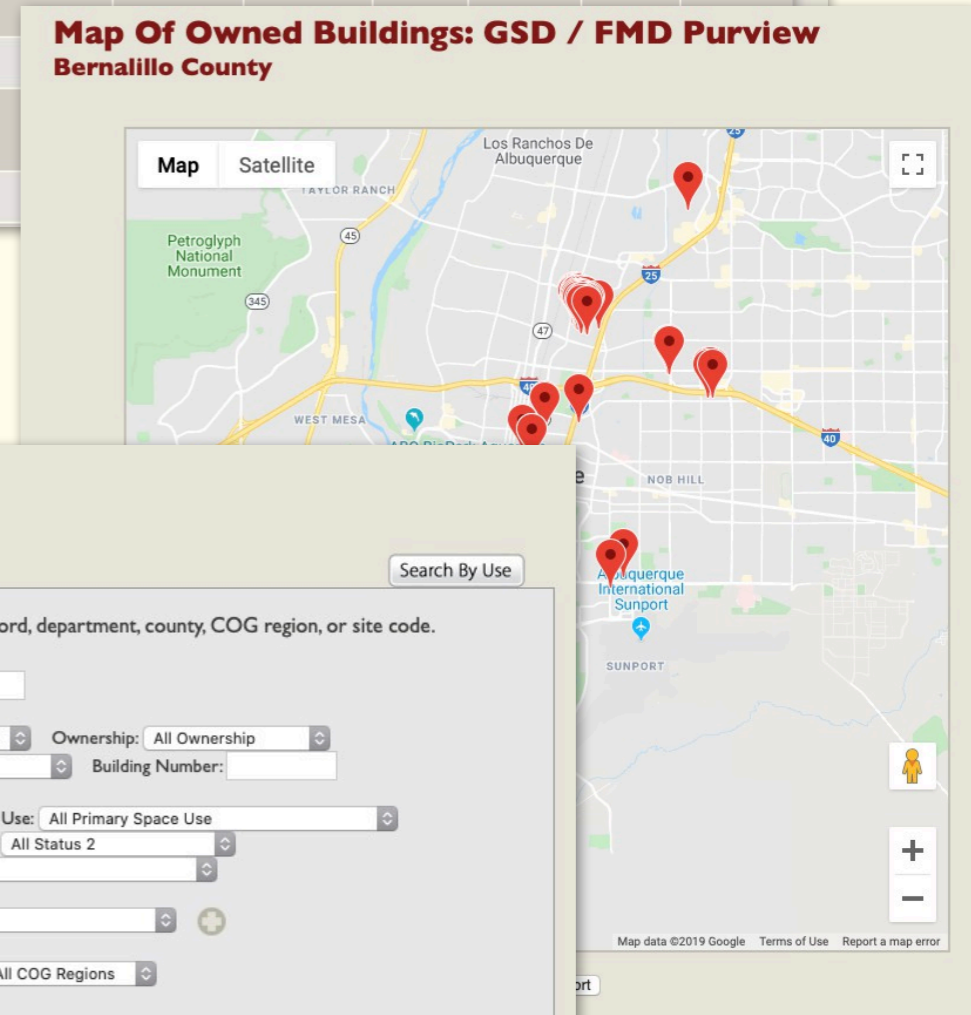 Map Of Owned Buildings: GSD / FMD Purview
Bernalillo County
Map Satellite
Los Ranchos De
Albuquerque
25
TAYLOR RANCH
45
Petroglyph
National
Monument
25
345
47
WEST MESA
40
NOB HILL
Albuquerque
International
Sunport
SUNPORT
Map data ©2019 Google Terms of Use Report a map error
Search By Use
department, county, COG region, or site code.
Ownership: All Ownership
Building Number:
Use: All Primary Space Use
All Status 2
All COG Regions